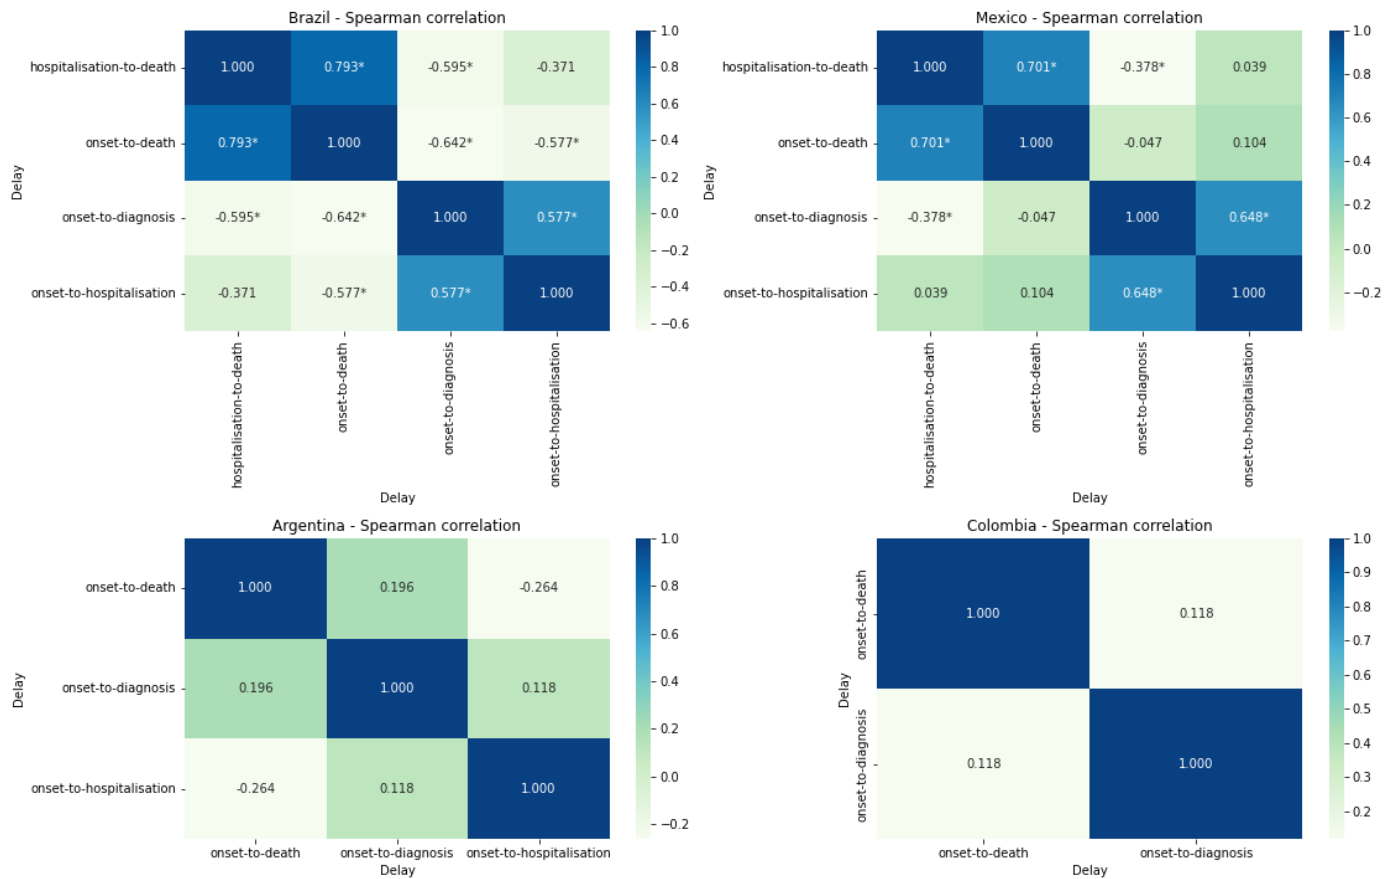 Brazil - Spearman correlation
hospitalisation-to-death 1.000 0.793* -0.595* -0.371
onset-to-death 0.793* 1.000 -0.642* -0.577*
onset-to-diagnosis -0.595* -0.642* 1.000 0.577*
onset-to-hospitalisation -0.371 -0.577* 0.577* 1.000
Delay
hospitalisation-to-death
onset-to-death
onset-to-diagnosis
onset-to-hospitalisation
Delay
1.0
0.8
0.6
0.4
0.2
0.0
−0.2
−0.4
−0.6
Mexico - Spearman correlation
hospitalisation-to-death 1.000 0.701* -0.378* 0.039
onset-to-death 0.701* 1.000 -0.047 0.104
onset-to-diagnosis -0.378* -0.047 1.000 0.648*
onset-to-hospitalisation 0.039 0.104 0.648* 1.000
Delay
hospitalisation-to-death
onset-to-death
onset-to-diagnosis
onset-to-hospitalisation
Delay
1.0
0.8
0.6
0.4
0.2
0.0
−0.2
Argentina - Spearman correlation
onset-to-death 1.000 0.196 -0.264
onset-to-diagnosis 0.196 1.000 0.118
onset-to-hospitalisation -0.264 0.118 1.000
Delay
onset-to-death onset-to-diagnosis onset-to-hospitalisation
Delay
1.0
0.8
0.6
0.4
0.2
0.0
−0.2
Colombia - Spearman correlation
onset-to-death 1.000 0.118
onset-to-diagnosis 0.118 1.000
Delay
onset-to-death onset-to-diagnosis
Delay
1.0
0.9
0.8
0.7
0.6
0.5
0.4
0.3
0.2